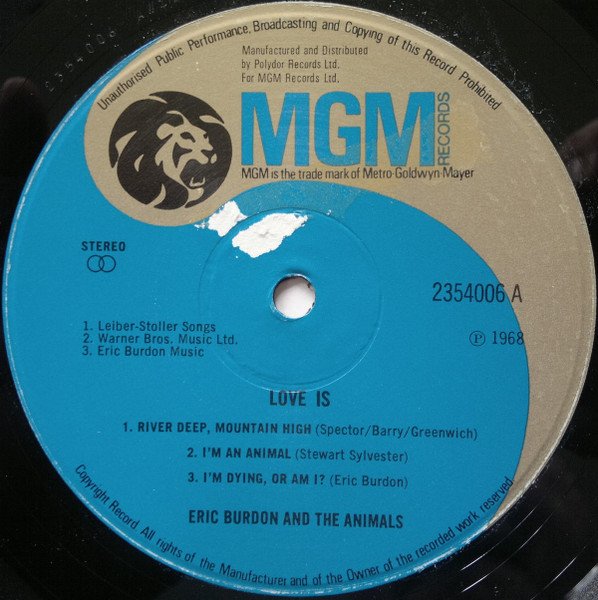 Unauthorised Public Performance, Broadcasting and Copying of this Record Prohibited
Manufactured and Distributed
by Polydor Records Ltd.
For MGM Records Ltd.
MGM
RECORDS
MGM is the trade mark of Metro-Goldwyn-Mayer
STEREO
2354006 A
1. Leiber-Stoller Songs
2. Warner Bros. Music Ltd.
3. Eric Burdon Music
Ⓟ 1968
LOVE IS
1. RIVER DEEP, MOUNTAIN HIGH (Spector/Barry/Greenwich)
2. I'M AN ANIMAL (Stewart Sylvester)
3. I'M DYING, OR AM I? (Eric Burdon)
ERIC BURDON AND THE ANIMALS
Copyright Record. All rights of the Manufacturer and of the Owner of the recorded work reserved